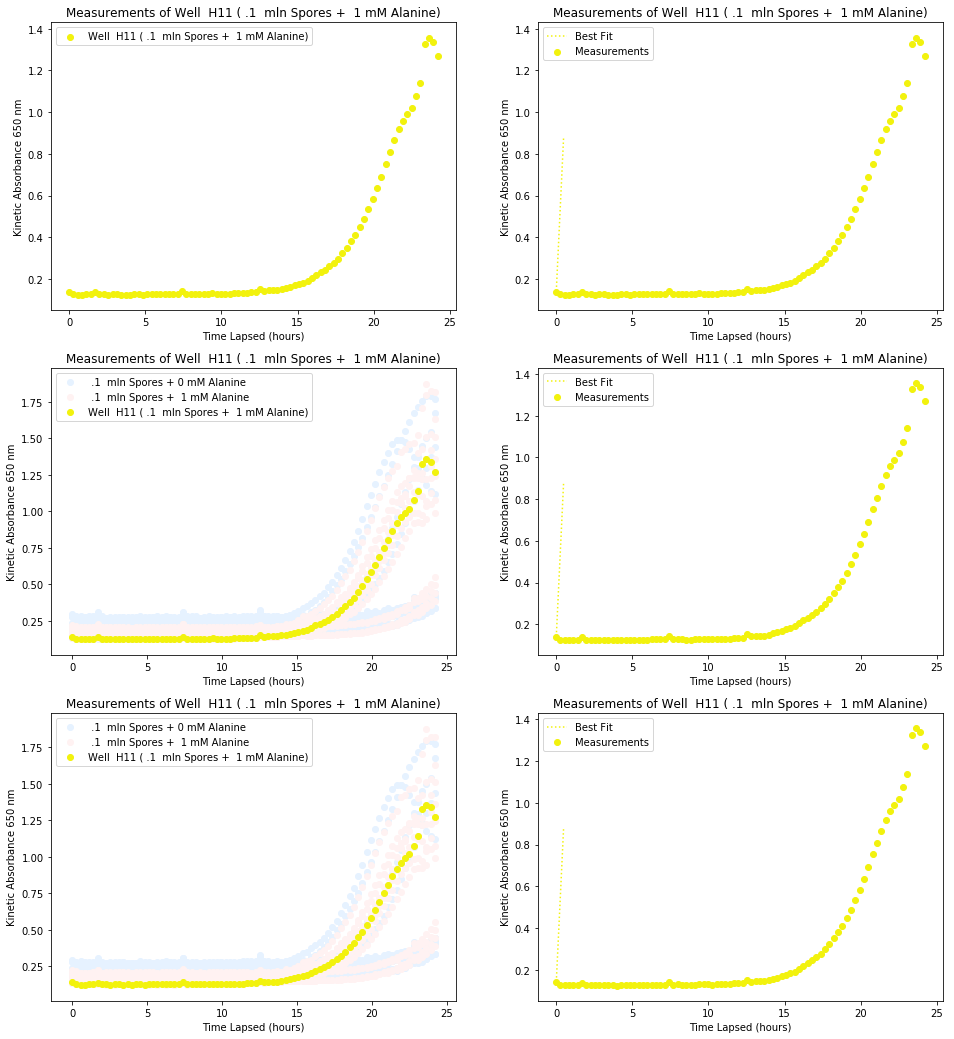 Measurements of Well  H11 ( .1  mln Spores +  1 mM Alanine)
Well  H11 ( .1  mln Spores +  1 mM Alanine)
Kinetic Absorbance 650 nm
1.4
1.2
1.0
0.8
0.6
0.4
0.2
0 5 10 15 20 25
Time Lapsed (hours)
Measurements of Well  H11 ( .1  mln Spores +  1 mM Alanine)
Best Fit
Measurements
Kinetic Absorbance 650 nm
1.4
1.2
1.0
0.8
0.6
0.4
0.2
0 5 10 15 20 25
Time Lapsed (hours)
Measurements of Well  H11 ( .1  mln Spores +  1 mM Alanine)
.1  mln Spores + 0 mM Alanine
.1  mln Spores +  1 mM Alanine
Well  H11 ( .1  mln Spores +  1 mM Alanine)
Kinetic Absorbance 650 nm
1.75
1.50
1.25
1.00
0.75
0.50
0.25
0 5 10 15 20 25
Time Lapsed (hours)
Measurements of Well  H11 ( .1  mln Spores +  1 mM Alanine)
Best Fit
Measurements
Kinetic Absorbance 650 nm
1.4
1.2
1.0
0.8
0.6
0.4
0.2
0 5 10 15 20 25
Time Lapsed (hours)
Measurements of Well  H11 ( .1  mln Spores +  1 mM Alanine)
.1  mln Spores + 0 mM Alanine
.1  mln Spores +  1 mM Alanine
Well  H11 ( .1  mln Spores +  1 mM Alanine)
Kinetic Absorbance 650 nm
1.75
1.50
1.25
1.00
0.75
0.50
0.25
0 5 10 15 20 25
Time Lapsed (hours)
Measurements of Well  H11 ( .1  mln Spores +  1 mM Alanine)
Best Fit
Measurements
Kinetic Absorbance 650 nm
1.4
1.2
1.0
0.8
0.6
0.4
0.2
0 5 10 15 20 25
Time Lapsed (hours)